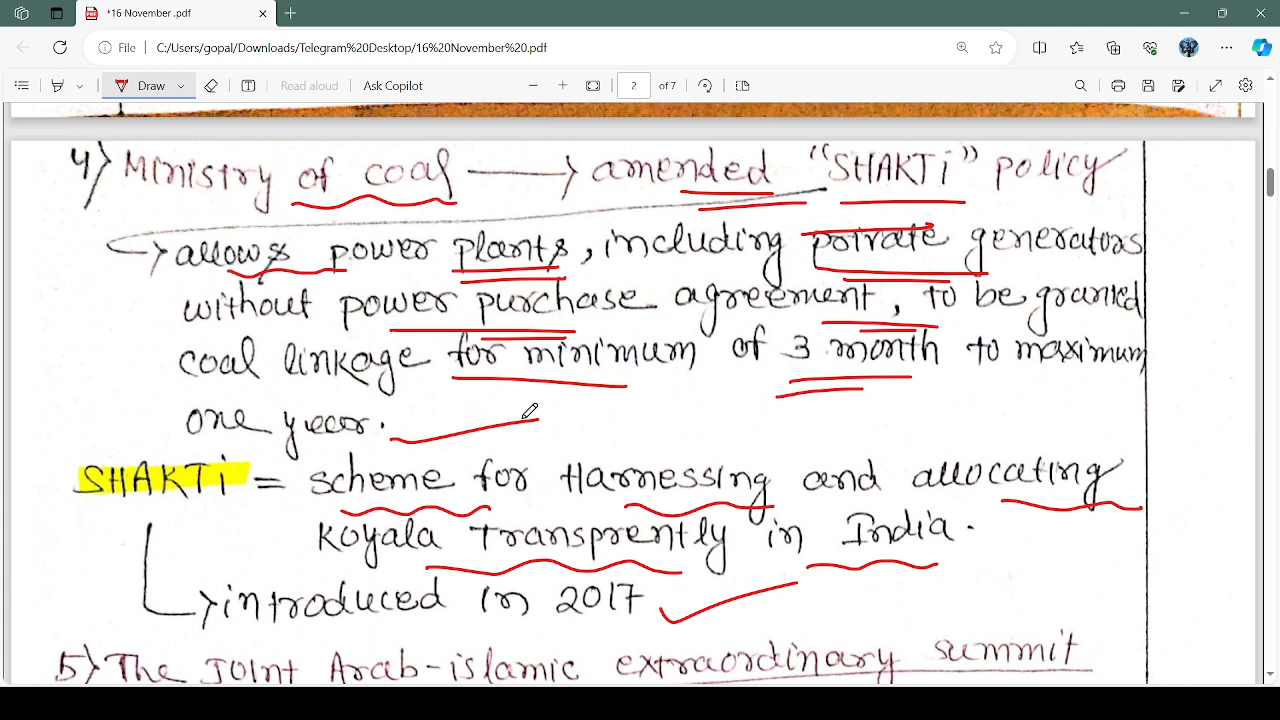 *16 November .pdf
File
C:/Users/gopal/Downloads/Telegram%20Desktop/16%20November%20.pdf
Draw
Read aloud
Ask Copilot
2
of 7
4) Ministry of coal → amended "SHAKTi" policy
→ allows power plants, including private generators
without power purchase agreement, to be granted
coal linkage for minimum of 3 month to maximum
one year.
SHAKTi = scheme for Harnessing and allocating
Koyala Transprently in India.
→ introduced in 2017
5) The Joint Arab-islamic extraordinary summit